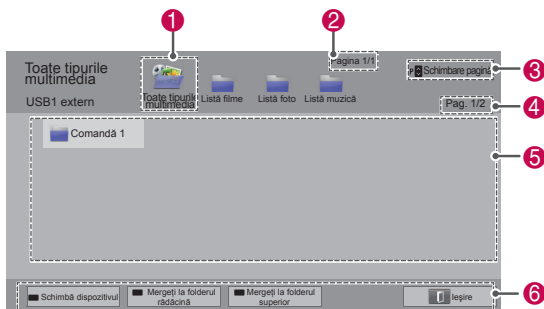 1
2
3
4
5
6
Toate tipurile
multimedia
USB1 extern
Toate tipurile
multimedia
Listă filme
Listă foto
Listă muzică
Pagina 1/1
P
Schimbare pagină
Pag. 1/2
Comandă 1
Schimbă dispozitivul
Mergeți la folderul
rădăcină
Mergeți la folderul
superior
Ieșire